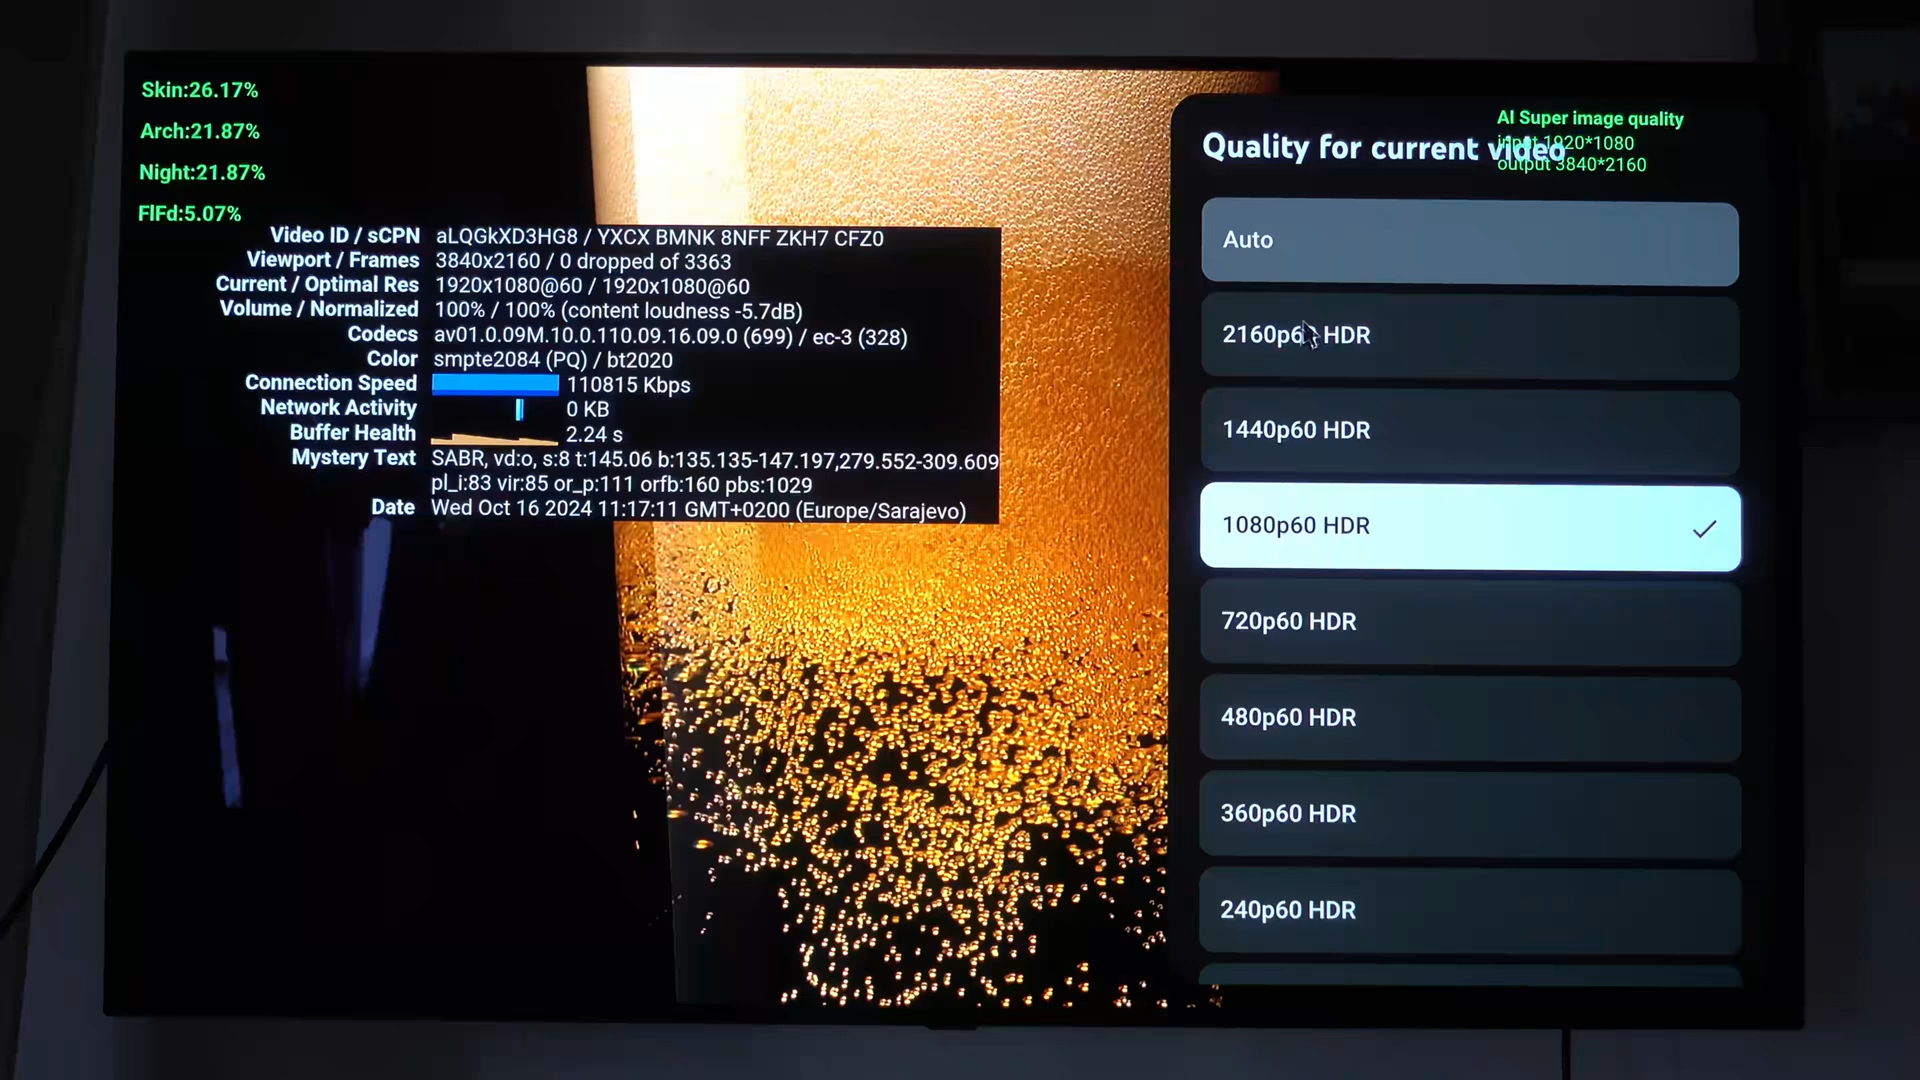 Skin:26.17%
Arch:21.87%
Night:21.87%
FlFd:5.07%
Video ID / sCPN aLQGkXD3HG8 / YXCX BMNK 8NFF ZKH7 CFZ0
Viewport / Frames 3840x2160 / 0 dropped of 3363
Current / Optimal Res 1920x1080@60 / 1920x1080@60
Volume / Normalized 100% / 100% (content loudness -5.7dB)
Codecs av01.0.09M.10.0.110.09.16.09.0 (699) / ec-3 (328)
Color smpte2084 (PQ) / bt2020
Connection Speed 110815 Kbps
Network Activity 0 KB
Buffer Health 2.24 s
Mystery Text SABR, vd:o, s:8 t:145.06 b:135.135-147.197,279.552-309.609
pl_i:83 vir:85 or_p:111 orfb:160 pbs:1029
Date Wed Oct 16 2024 11:17:11 GMT+0200 (Europe/Sarajevo)
AI Super image quality
input 1920*1080
output 3840*2160
Quality for current video
Auto
2160p60 HDR
1440p60 HDR
1080p60 HDR
720p60 HDR
480p60 HDR
360p60 HDR
240p60 HDR